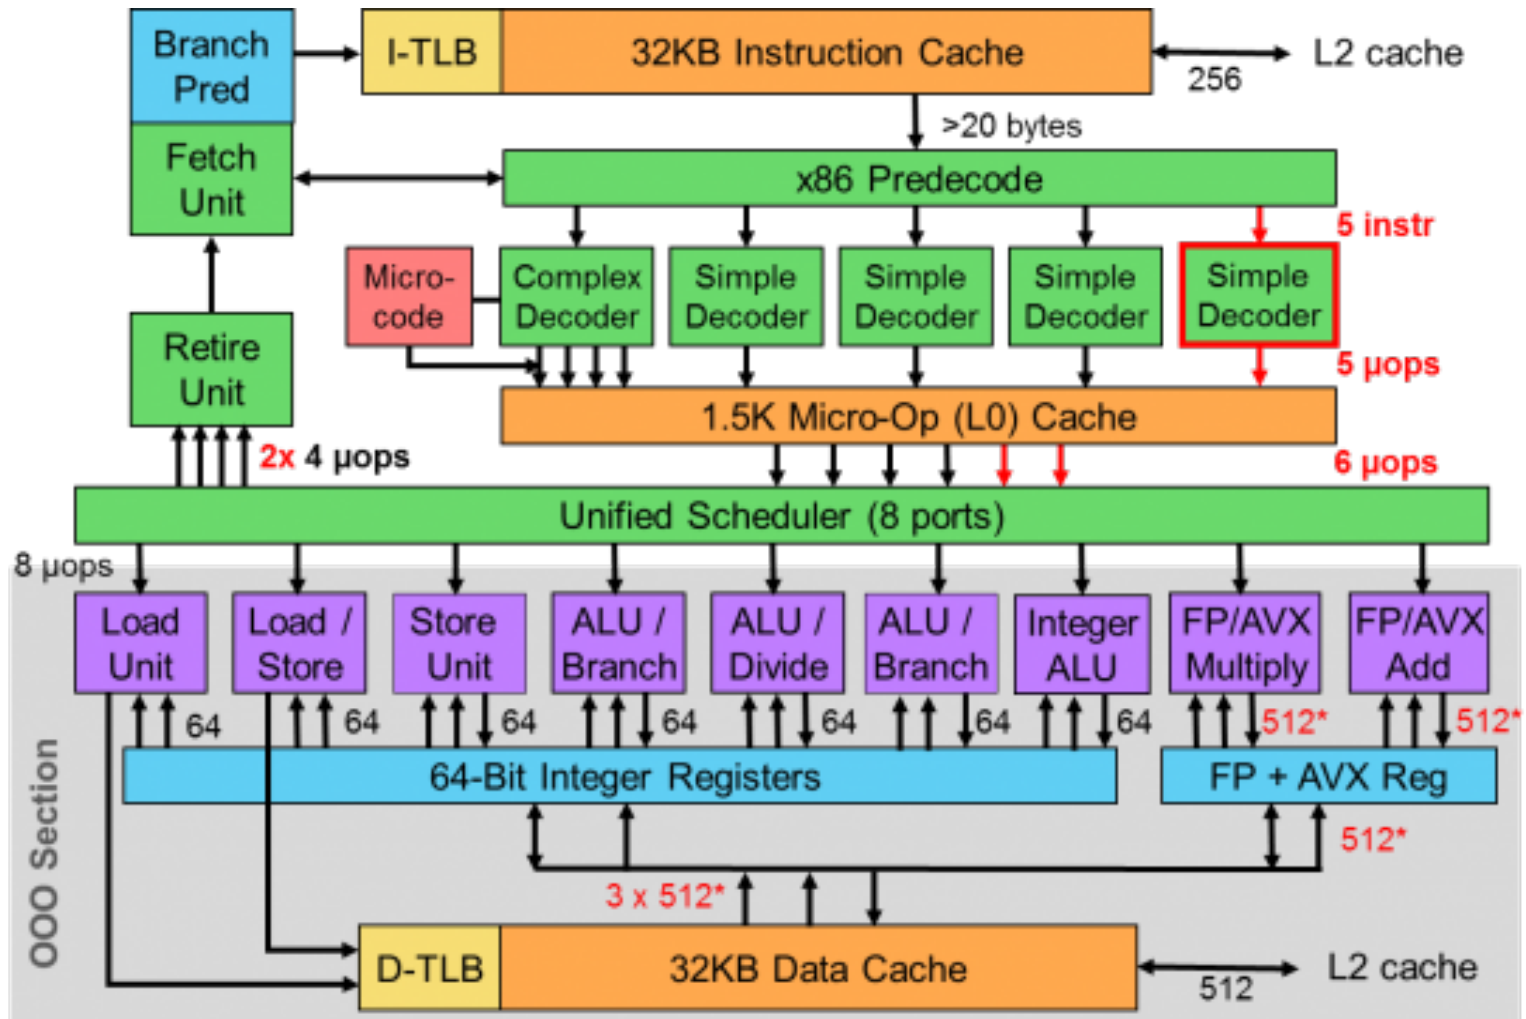 Branch
Pred
I-TLB
32KB Instruction Cache
L2 cache
256
>20 bytes
Fetch
Unit
x86 Predecode
5 instr
Micro-
code
Complex
Decoder
Simple
Decoder
Simple
Decoder
Simple
Decoder
Simple
Decoder
Retire
Unit
5 µops
1.5K Micro-Op (L0) Cache
2x 4 µops
6 µops
Unified Scheduler (8 ports)
8 µops
Load
Unit
Load /
Store
Store
Unit
ALU /
Branch
ALU /
Divide
ALU /
Branch
Integer
ALU
FP/AVX
Multiply
FP/AVX
Add
64
64
64
64
64
64
64
512*
512*
64-Bit Integer Registers
FP + AVX Reg
512*
3 x 512*
OOO Section
D-TLB
32KB Data Cache
L2 cache
512